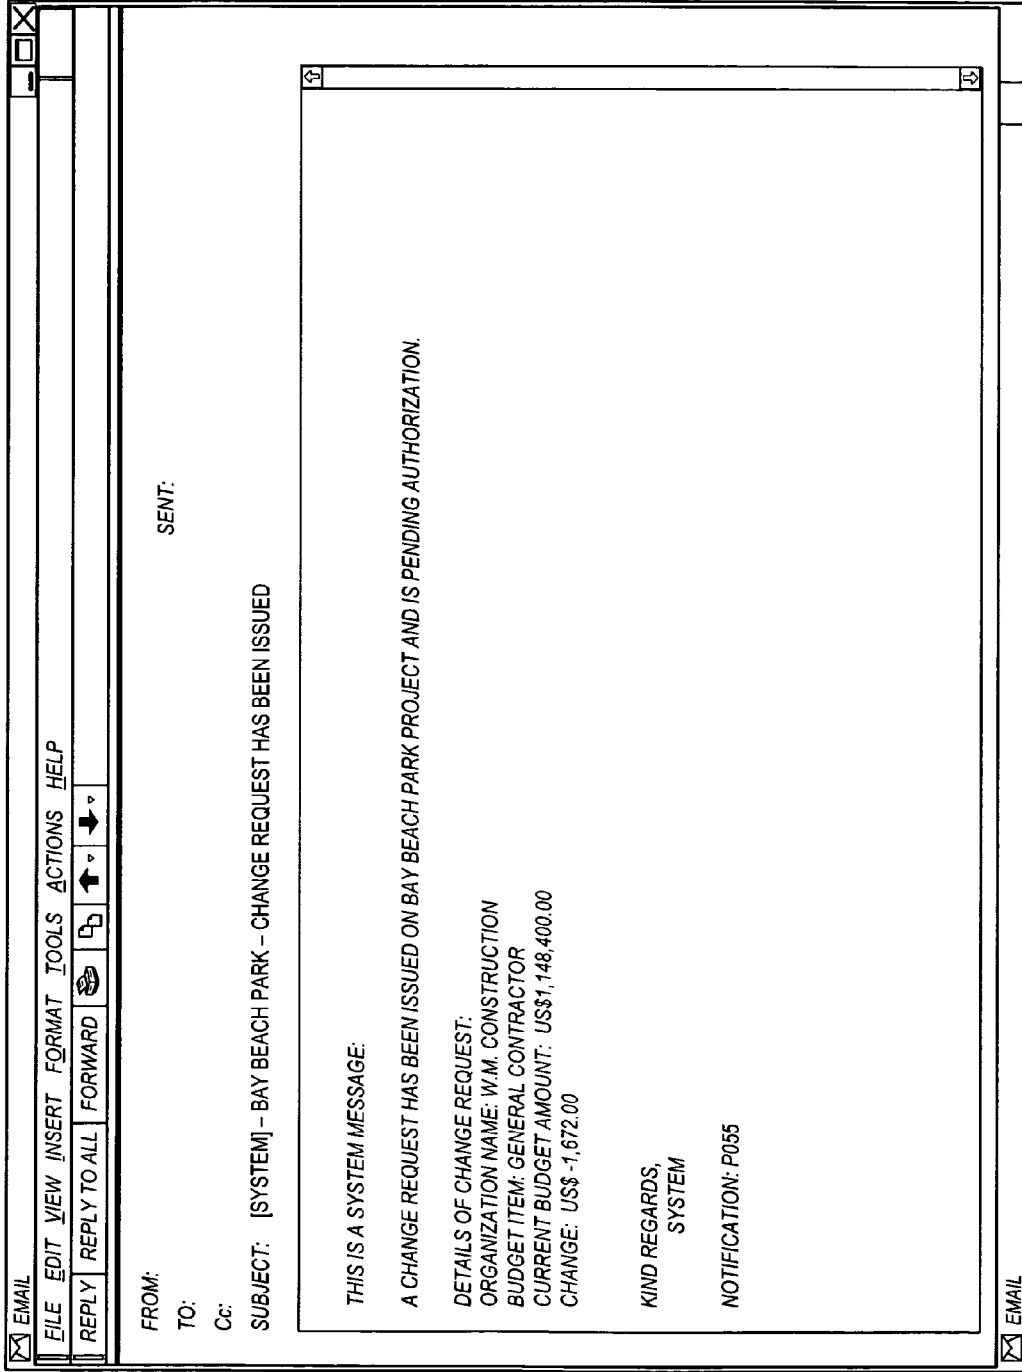 EMAIL
FILE EDIT VIEW INSERT FORMAT TOOLS ACTIONS HELP
REPLY REPLY TO ALL FORWARD
FROM:
SENT:
TO:
Cc:
SUBJECT: [SYSTEM] – BAY BEACH PARK – CHANGE REQUEST HAS BEEN ISSUED
THIS IS A SYSTEM MESSAGE:
A CHANGE REQUEST HAS BEEN ISSUED ON BAY BEACH PARK PROJECT AND IS PENDING AUTHORIZATION.
DETAILS OF CHANGE REQUEST:
ORGANIZATION NAME: W.M. CONSTRUCTION
BUDGET ITEM: GENERAL CONTRACTOR
CURRENT BUDGET AMOUNT: US$1,148,400.00
CHANGE: US$ -1,672.00
KIND REGARDS,
SYSTEM
NOTIFICATION: P055
EMAIL